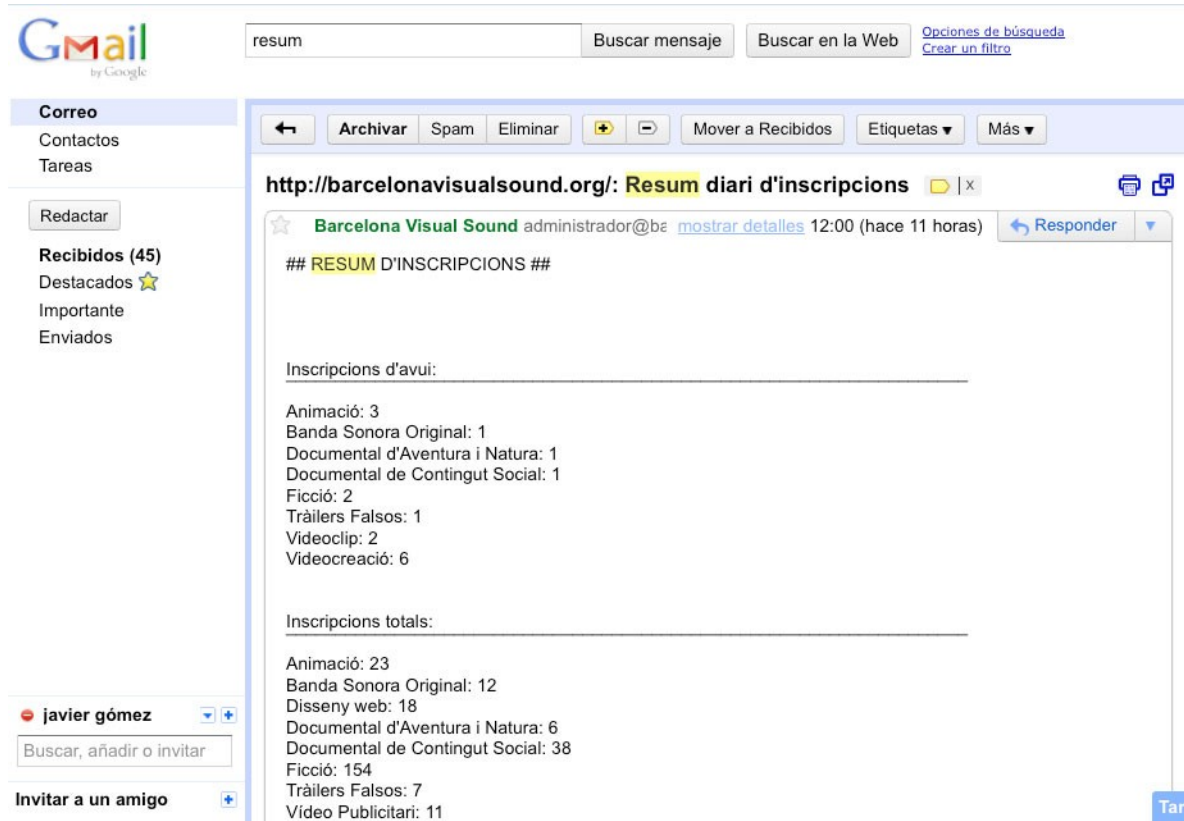 Gmail
by Google
resum
Buscar mensaje
Buscar en la Web
Opciones de búsqueda
Crear un filtro
Correo
Contactos
Tareas
Redactar
Recibidos (45)
Destacados
Importante
Enviados
javier gómez
Buscar, añadir o invitar
Invitar a un amigo
Archivar Spam Eliminar Mover a Recibidos Etiquetas Más
http://barcelonavisualsound.org/: Resum diari d'inscripcions | x
Barcelona Visual Sound administrador@ba mostrar detalles 12:00 (hace 11 horas) Responder
## RESUM D'INSCRIPCIONS ##
Inscripcions d'avui:
Animació: 3
Banda Sonora Original: 1
Documental d'Aventura i Natura: 1
Documental de Contingut Social: 1
Ficció: 2
Tràilers Falsos: 1
Videoclip: 2
Videocreació: 6
Inscripcions totals:
Animació: 23
Banda Sonora Original: 12
Disseny web: 18
Documental d'Aventura i Natura: 6
Documental de Contingut Social: 38
Ficció: 154
Tràilers Falsos: 7
Vídeo Publicitari: 11
Tar